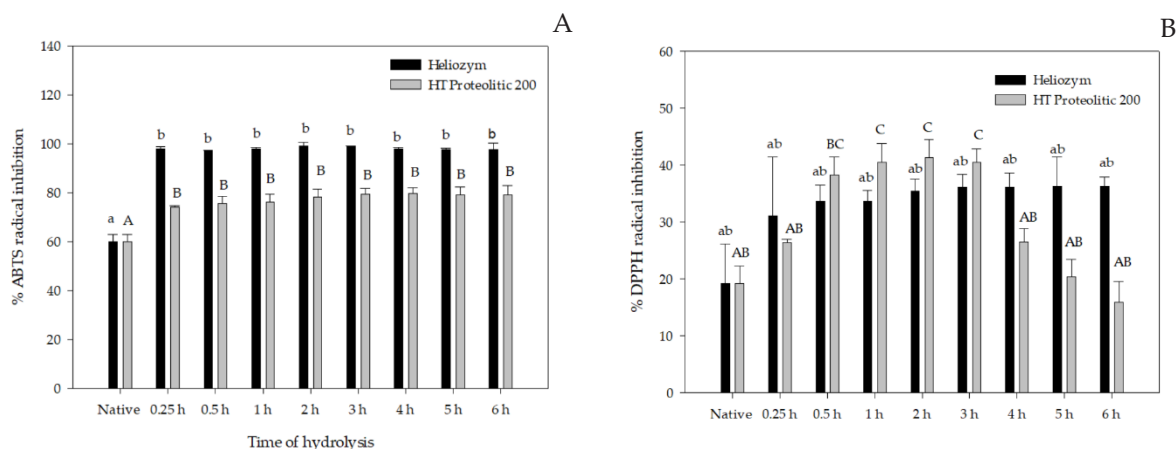 A
140
120
100
80
60
40
20
0
% ABTS radical inhibition
Heliozym
HT Proteolitic 200
a A
b B
b B
b B
b B
b B
b B
b B
b B
Native 0.25 h 0.5 h 1 h 2 h 3 h 4 h 5 h 6 h
Time of hydrolysis
B
60
50
40
30
20
10
0
% DPPH radical inhibition
Heliozym
HT Proteolitic 200
ab AB
ab AB
ab BC
ab C
ab C
ab C
ab AB
ab AB
ab AB
Native 0.25 h 0.5 h 1 h 2 h 3 h 4 h 5 h 6 h